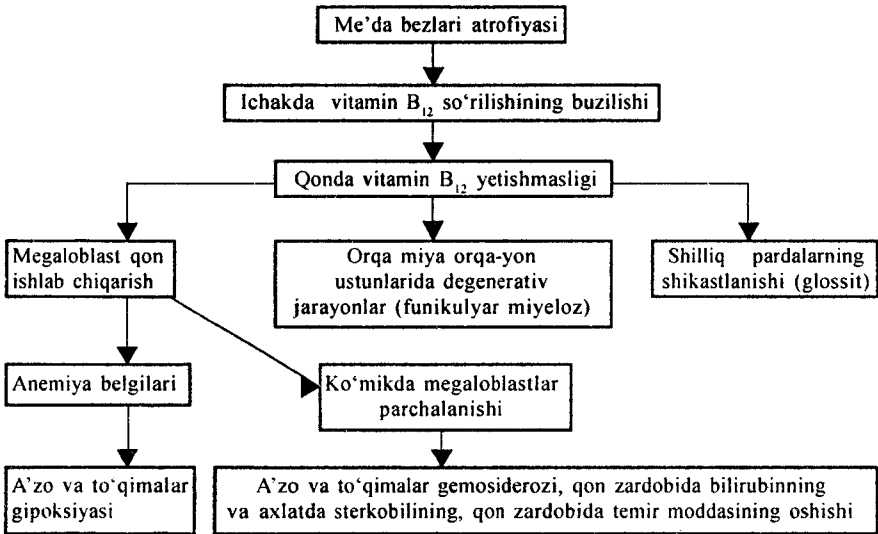 Me’da bezlari atrofiyasi
Ichakda vitamin B₁₂ so‘rilishining buzilishi
Qonda vitamin B₁₂ yetishmasligi
Megaloblast qon
ishlab chiqarish
Orqa miya orqa-yon
ustunlarida degenerativ
jarayonlar (funikulyar miyeloz)
Shilliq pardalarning
shikastlanishi (glossit)
Anemiya belgilari
Ko‘mikda megaloblastlar
parchalanishi
A’zo va to‘qimalar
gipoksiyasi
A’zo va to‘qimalar gemosiderozi, qon zardobida bilirubinning
va axlatda sterkobilining, qon zardobida temir moddasining oshishi